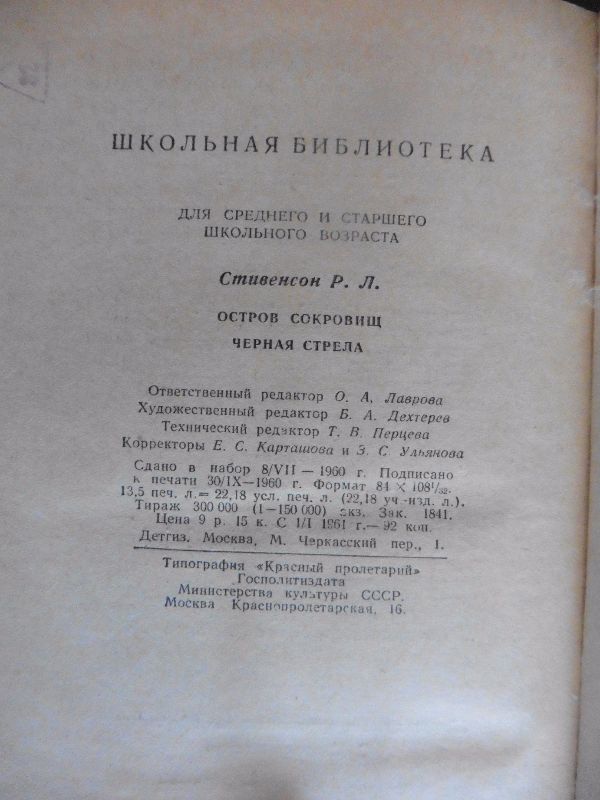 ШКОЛЬНАЯ БИБЛИОТЕКА
ДЛЯ СРЕДНЕГО И СТАРШЕГО
ШКОЛЬНОГО ВОЗРАСТА
Стивенсон Р. Л.
ОСТРОВ СОКРОВИЩ
ЧЕРНАЯ СТРЕЛА
Ответственный редактор О. А. Лаврова
Художественный редактор Б. А. Дехтерев
Технический редактор Т. В. Перцева
Корректоры Е. С. Карташова и Э. С. Ульянова
Сдано в набор 8/VII — 1960 г. Подписано
к печати 30/IX—1960 г. Формат 84 × 108¹/₃₂.
13,5 печ. л.= 22,18 усл. печ. л. (22,18 уч-изд. л.).
Тираж 300 000 (1—150 000) экз. Зак. 1841.
Цена 9 р. 15 к. С 1/I 1961 г.— 92 коп.
Детгиз. Москва, М. Черкасский пер., 1.
Типография «Красный пролетарий»
Госполитиздата
Министерства культуры СССР.
Москва Краснопролетарская, 16.